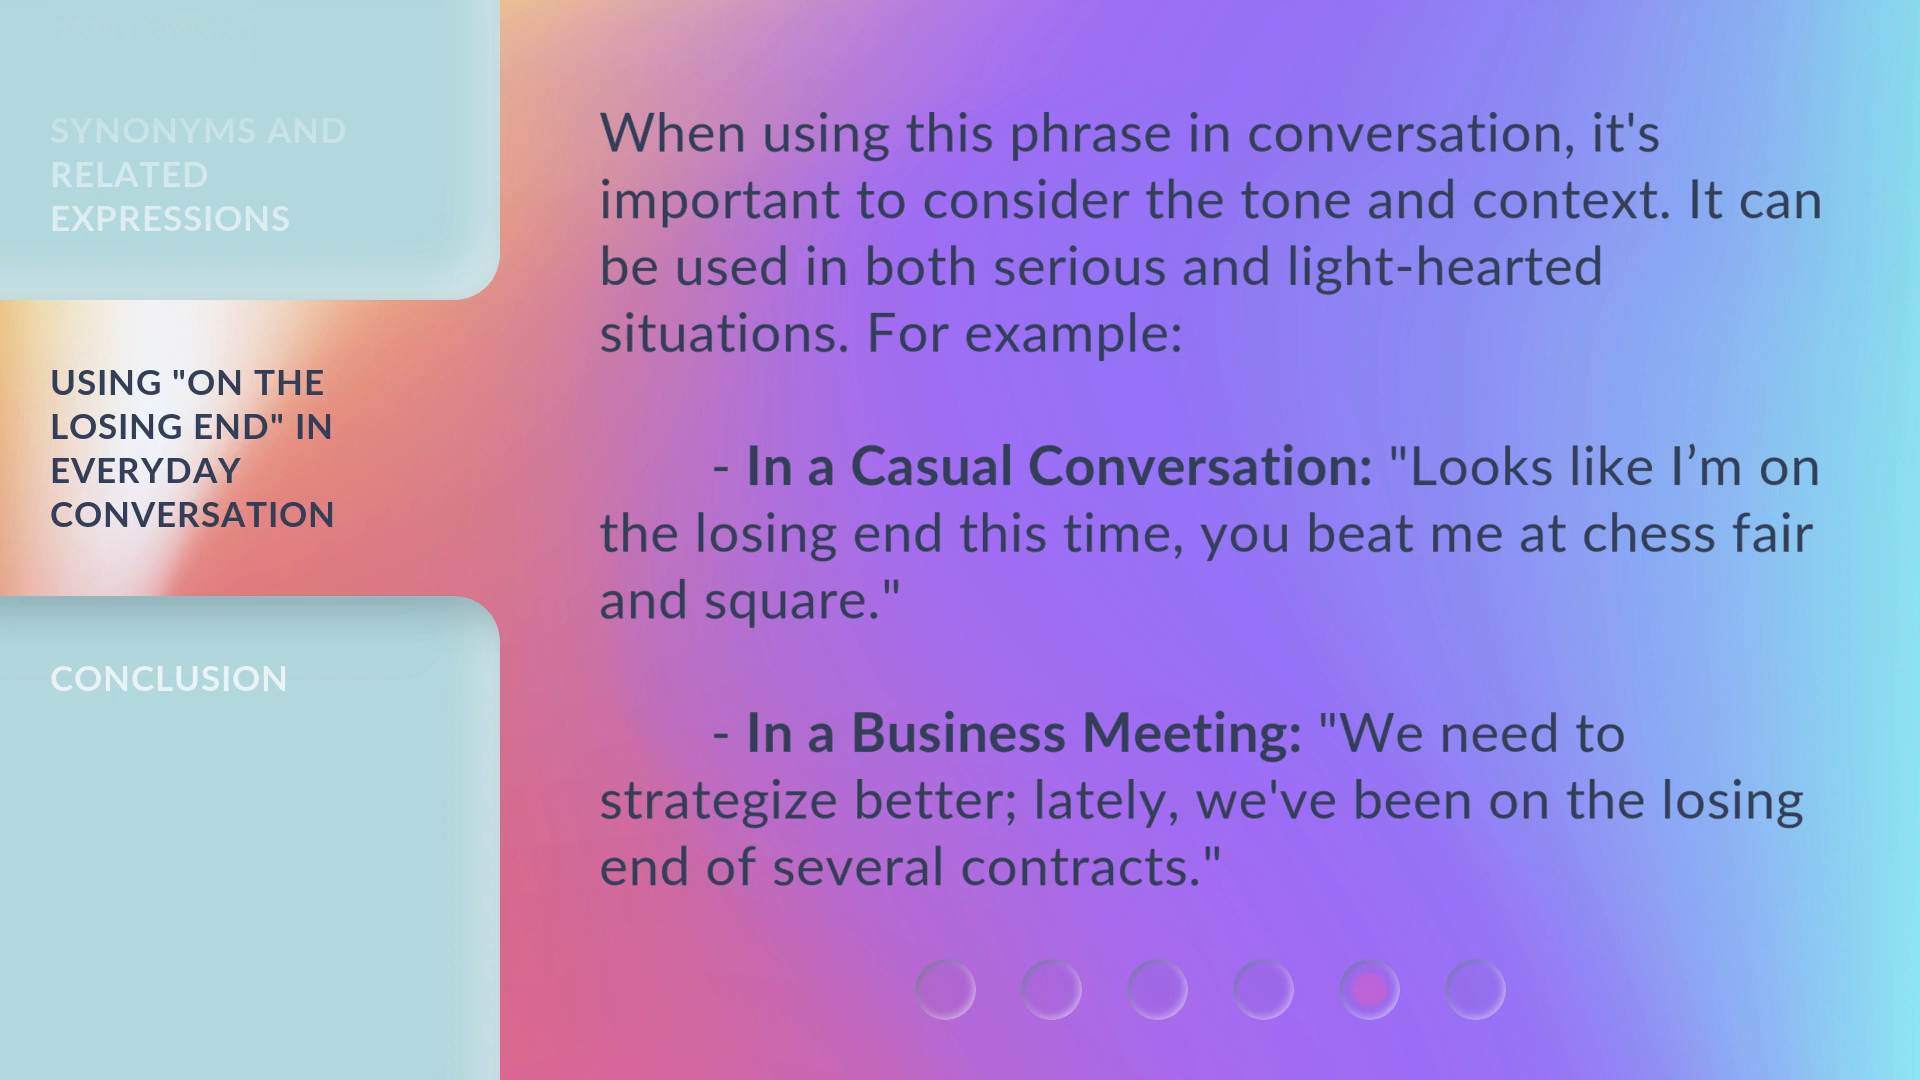 SYNONYMS AND
RELATED
EXPRESSIONS
USING "ON THE
LOSING END" IN
EVERYDAY
CONVERSATION
CONCLUSION
When using this phrase in conversation, it's
important to consider the tone and context. It can
be used in both serious and light-hearted
situations. For example:
- In a Casual Conversation: "Looks like I’m on
the losing end this time, you beat me at chess fair
and square."
- In a Business Meeting: "We need to
strategize better; lately, we've been on the losing
end of several contracts."